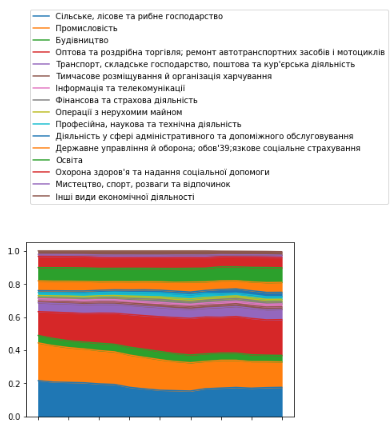 Сільське, лісове та рибне господарство
Промисловість
Будівництво
Оптова та роздрібна торгівля; ремонт автотранспортних засобів і мотоциклів
Транспорт, складське господарство, поштова та кур'єрська діяльність
Тимчасове розміщування й організація харчування
Інформація та телекомунікації
Фінансова та страхова діяльність
Операції з нерухомим майном
Професійна, наукова та технічна діяльність
Діяльність у сфері адміністративного та допоміжного обслуговування
Державне управління й оборона; обов'39;язкове соціальне страхування
Освіта
Охорона здоров'я та надання соціальної допомоги
Мистецтво, спорт, розваги та відпочинок
Інші види економічної діяльності
1.0
0.8
0.6
0.4
0.2
0.0